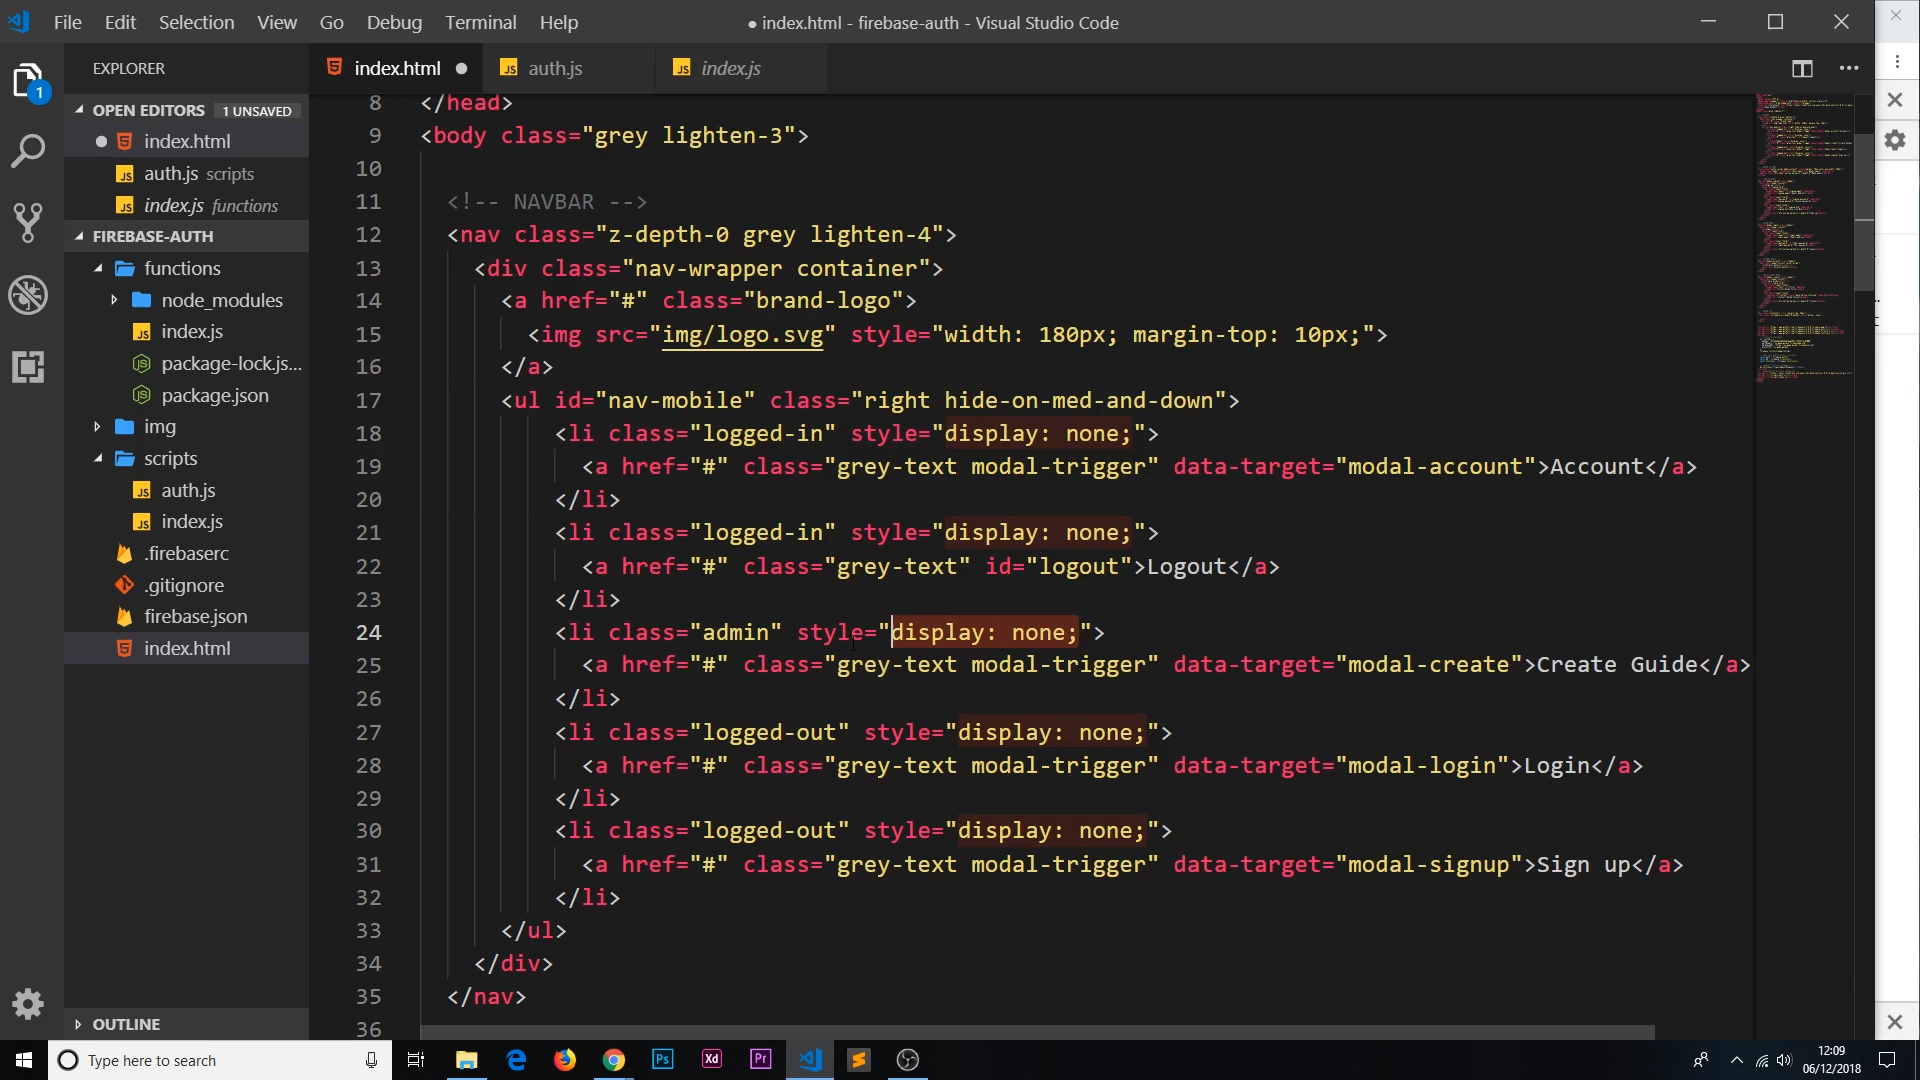 File Edit Selection View Go Debug Terminal Help
● index.html - firebase-auth - Visual Studio Code
EXPLORER
index.html ●
JS auth.js
JS index.js
OPEN EDITORS 1 UNSAVED
● index.html
JS auth.js scripts
JS index.js functions
FIREBASE-AUTH
functions
node_modules
JS index.js
package-lock.js...
package.json
img
scripts
JS auth.js
JS index.js
.firebaserc
.gitignore
firebase.json
index.html
OUTLINE
1
8 </head>
9 <body class="grey lighten-3">
10
11 <!-- NAVBAR -->
12 <nav class="z-depth-0 grey lighten-4">
13 <div class="nav-wrapper container">
14 <a href="#" class="brand-logo">
15 <img src="img/logo.svg" style="width: 180px; margin-top: 10px;">
16 </a>
17 <ul id="nav-mobile" class="right hide-on-med-and-down">
18 <li class="logged-in" style="display: none;">
19 <a href="#" class="grey-text modal-trigger" data-target="modal-account">Account</a>
20 </li>
21 <li class="logged-in" style="display: none;">
22 <a href="#" class="grey-text" id="logout">Logout</a>
23 </li>
24 <li class="admin" style="display: none;">
25 <a href="#" class="grey-text modal-trigger" data-target="modal-create">Create Guide</a>
26 </li>
27 <li class="logged-out" style="display: none;">
28 <a href="#" class="grey-text modal-trigger" data-target="modal-login">Login</a>
29 </li>
30 <li class="logged-out" style="display: none;">
31 <a href="#" class="grey-text modal-trigger" data-target="modal-signup">Sign up</a>
32 </li>
33 </ul>
34 </div>
35 </nav>
36
Type here to search
Ps
Xd
Pr
12:09
06/12/2018